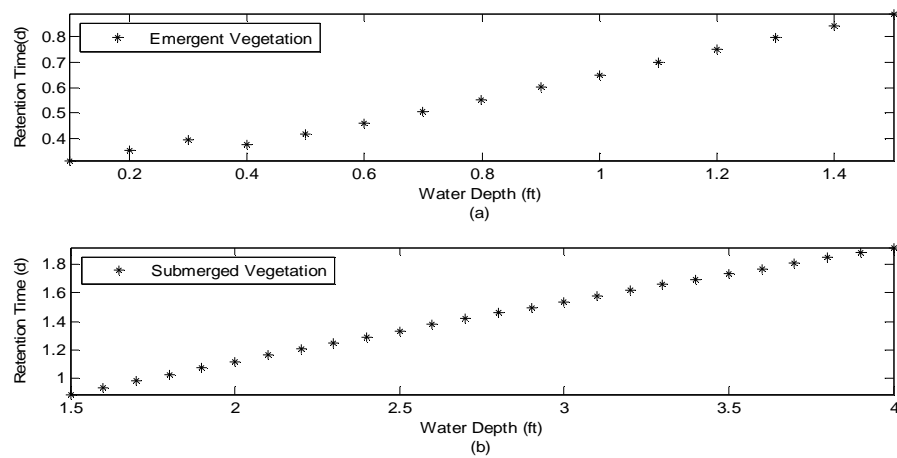 Emergent Vegetation
Retention Time(d)
0.8
0.7
0.6
0.5
0.4
0.2 0.4 0.6 0.8 1 1.2 1.4
Water Depth (ft)
(a)
Submerged Vegetation
Retention Time (d)
1.8
1.6
1.4
1.2
1
1.5 2 2.5 3 3.5 4
Water Depth (ft)
(b)